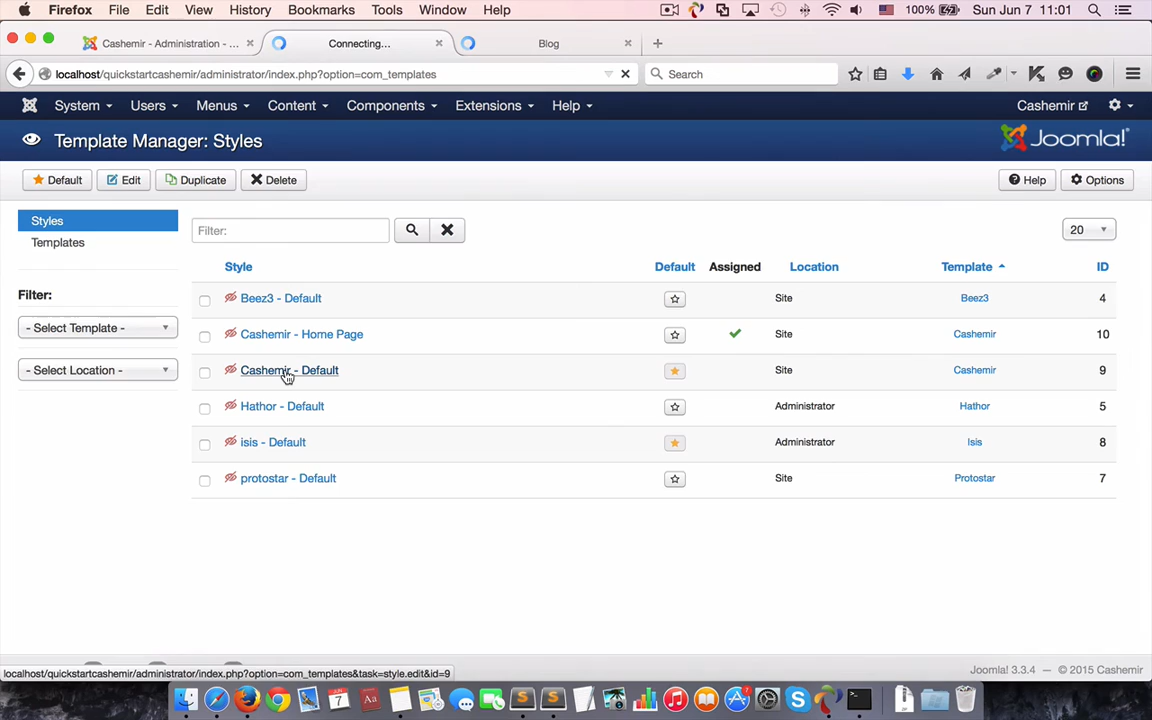 Firefox File Edit View History Bookmarks Tools Window Help 100% Sun Jun 7 11:01
Cashemir - Administration - ... Connecting... Blog
localhost/quickstartcashemir/administrator/index.php?option=com_templates Search
System Users Menus Content Components Extensions Help Cashemir
Template Manager: Styles Joomla!
Default Edit Duplicate Delete Help Options
Styles
Templates
Filter:
- Select Template -
- Select Location -
Filter: 20
Style Default Assigned Location Template ID
Beez3 - Default Site Beez3 4
Cashemir - Home Page Site Cashemir 10
Cashemir - Default Site Cashemir 9
Hathor - Default Administrator Hathor 5
isis - Default Administrator Isis 8
protostar - Default Site Protostar 7
localhost/quickstartcashemir/administrator/index.php?option=com_templates&task=style.edit&id=9
Joomla! 3.3.4 — © 2015 Cashemir